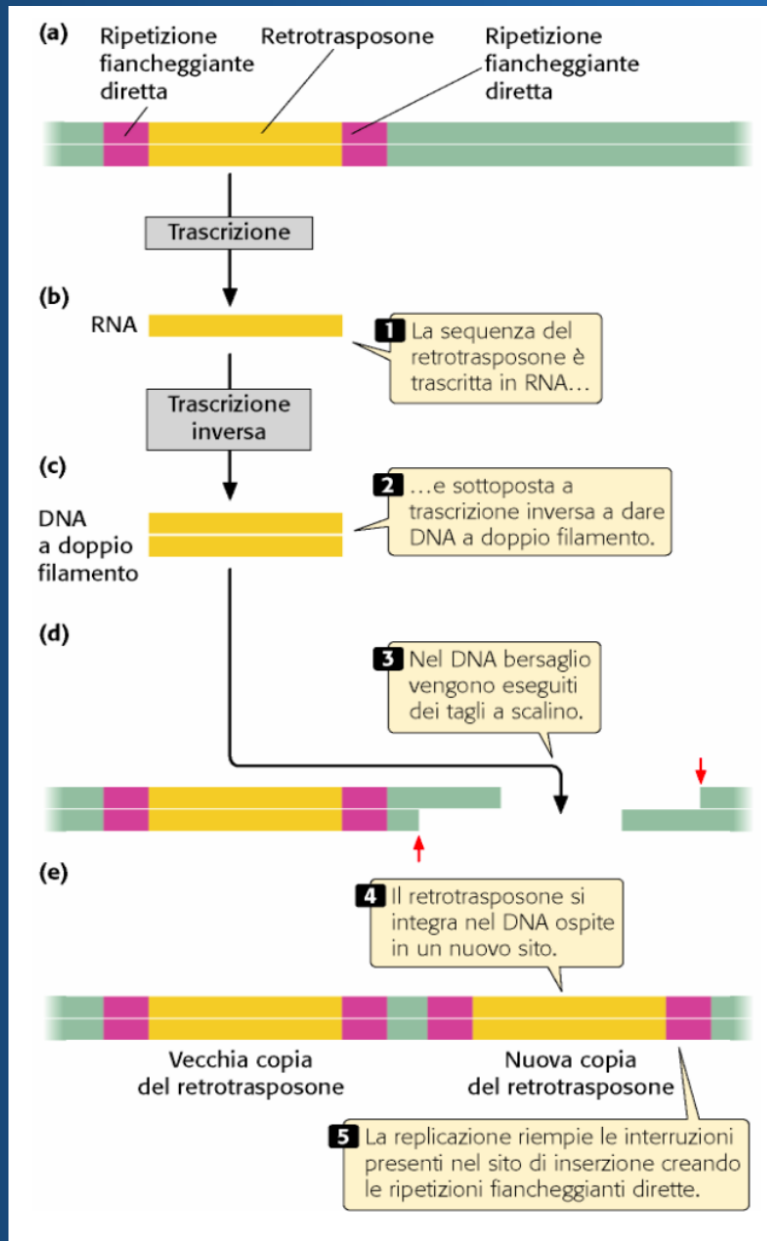 (a)
Ripetizione
fiancheggiante
diretta
Retrotrasposone
Ripetizione
fiancheggiante
diretta
Trascrizione
(b)
RNA
1 La sequenza del
retrotrasposone è
trascritta in RNA…
Trascrizione
inversa
(c)
DNA
a doppio
filamento
2 …e sottoposta a
trascrizione inversa a dare
DNA a doppio filamento.
(d)
3 Nel DNA bersaglio
vengono eseguiti
dei tagli a scalino.
(e)
4 Il retrotrasposone si
integra nel DNA ospite
in un nuovo sito.
Vecchia copia
del retrotrasposone
Nuova copia
del retrotrasposone
5 La replicazione riempie le interruzioni
presenti nel sito di inserzione creando
le ripetizioni fiancheggianti dirette.